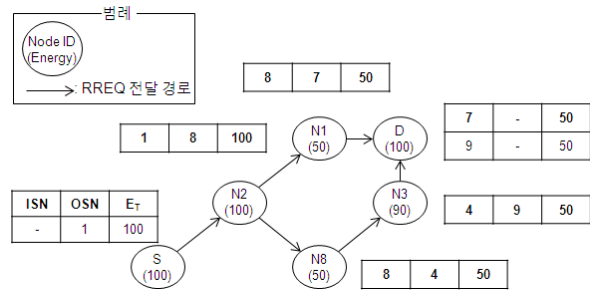 범례
Node ID
(Energy)
: RREQ 전달 경로
8 7 50
1 8 100
N1
(50)
D
(100)
7 - 50
9 - 50
ISN OSN ET
- 1 100
N2
(100)
N3
(90)
4 9 50
S
(100)
N8
(50)
8 4 50